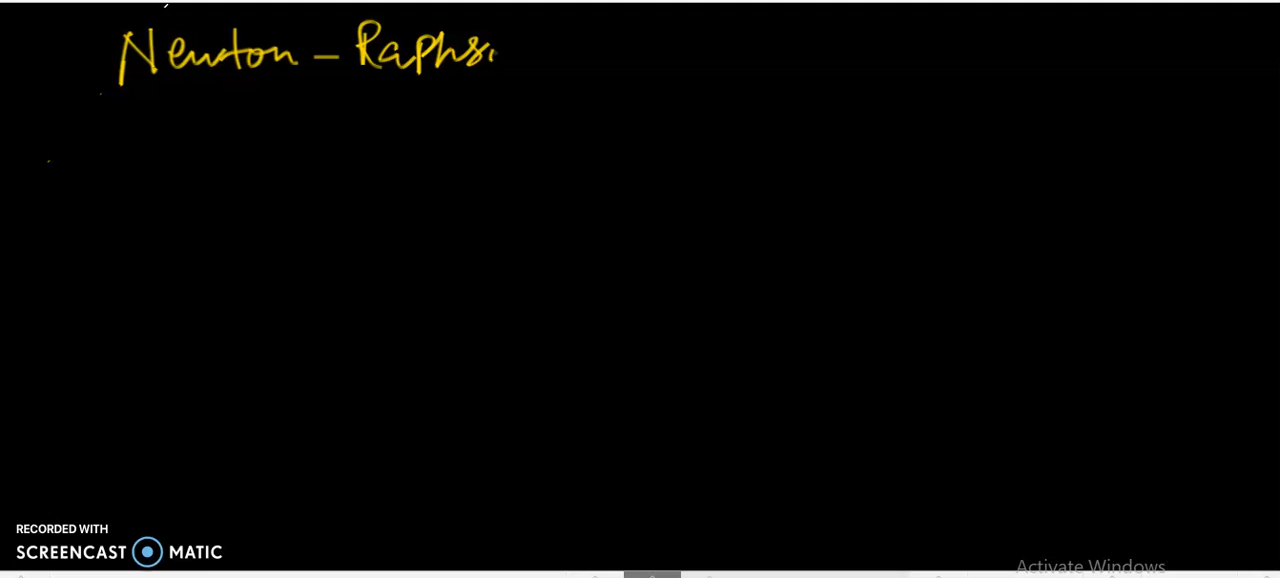 Newton - Raphs
RECORDED WITH
SCREENCAST MATIC
Activate Windows